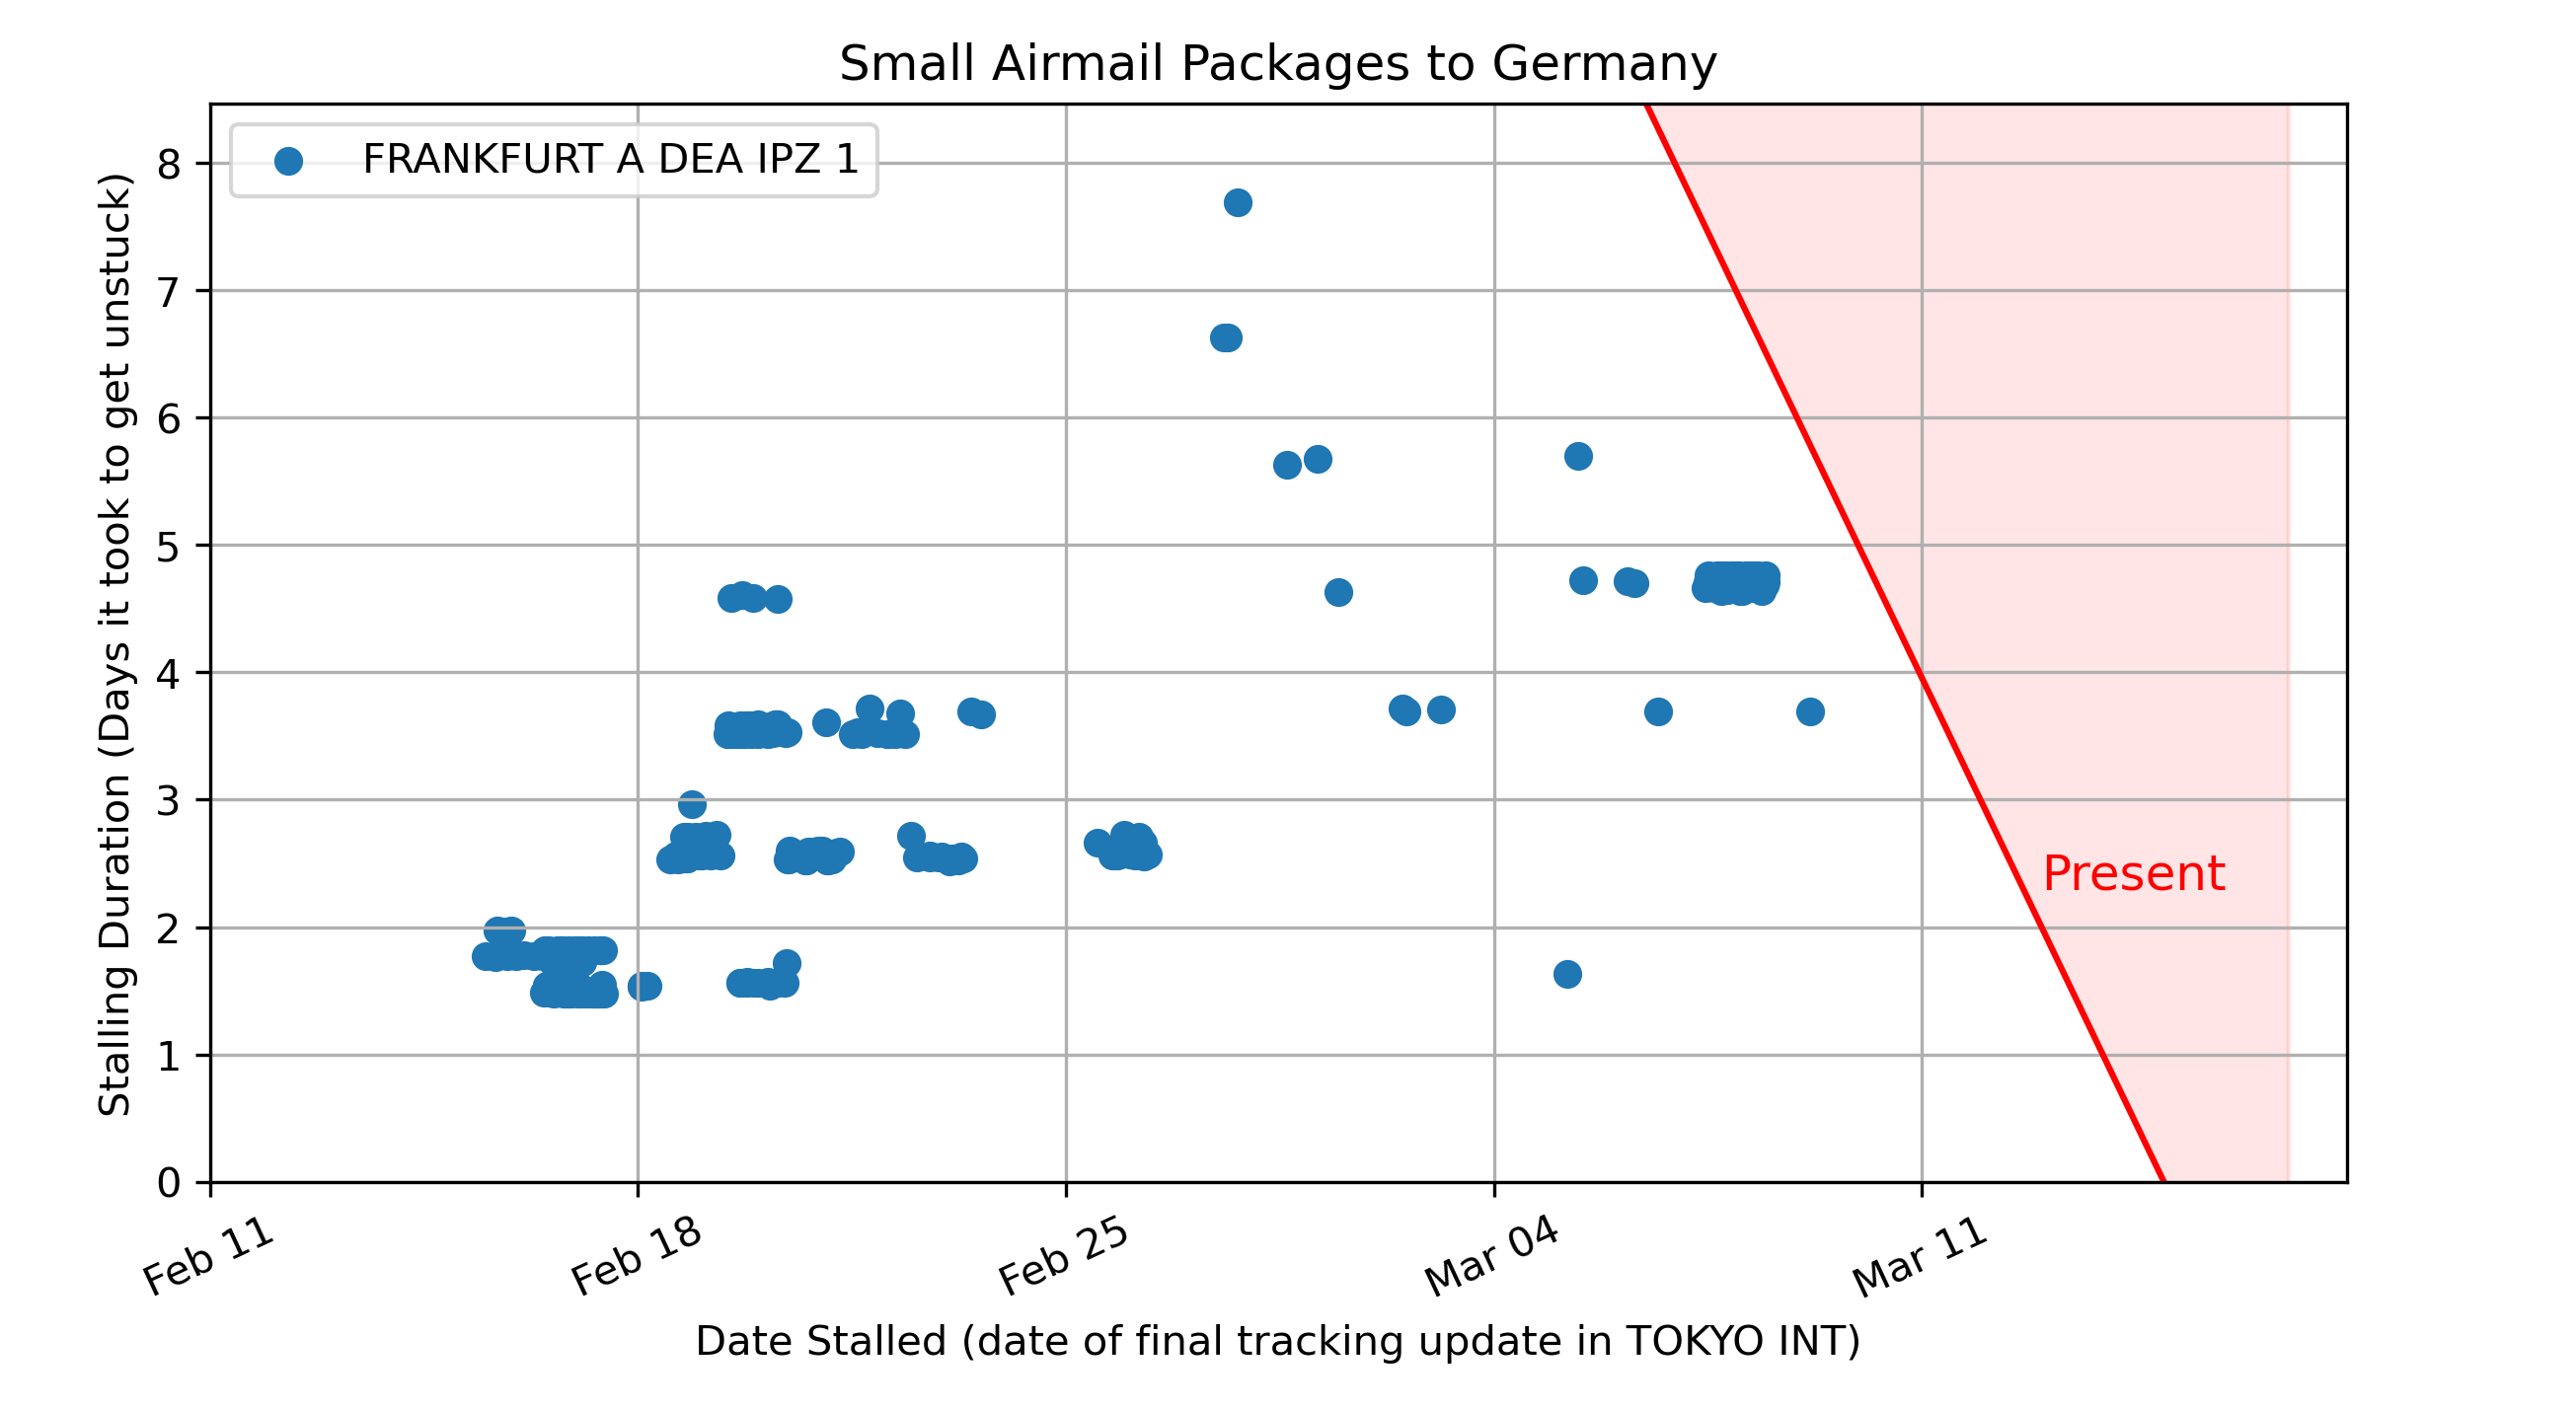 Small Airmail Packages to Germany
FRANKFURT A DEA IPZ 1
8
7
6
5
4
3
2
1
0
Stalling Duration (Days it took to get unstuck)
Present
Feb 11
Feb 18
Feb 25
Mar 04
Mar 11
Date Stalled (date of final tracking update in TOKYO INT)